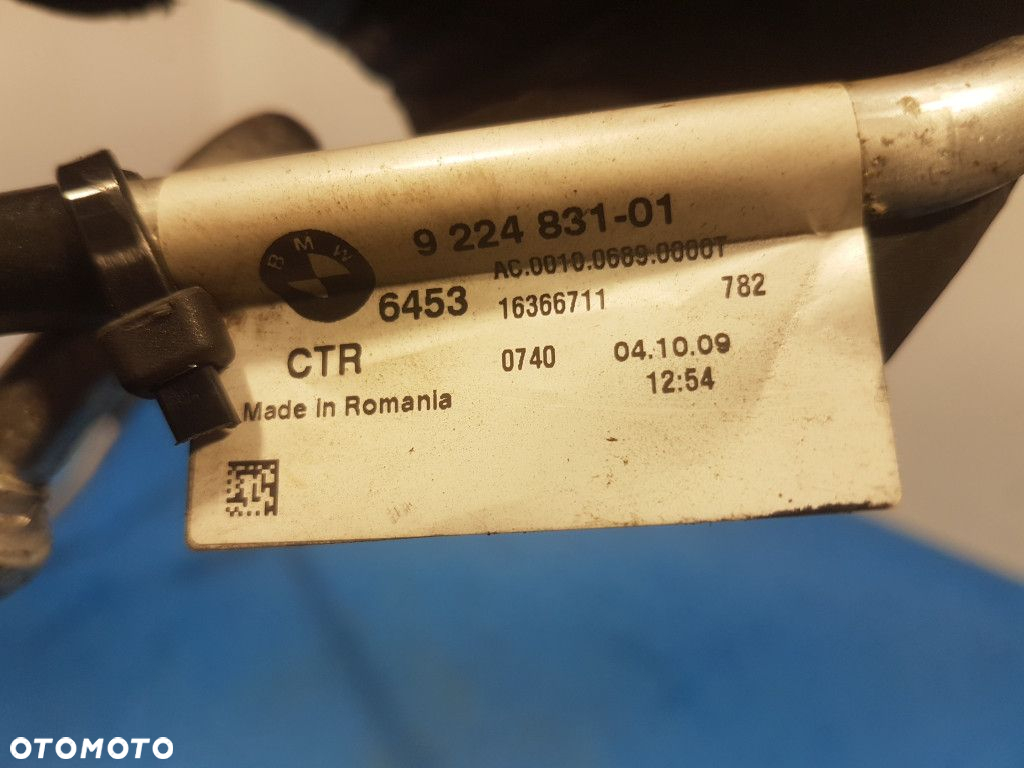 9 224 831-01
BMW
AC.0010.0689.0000T
6453 16366711 782
CTR 0740 04.10.09
12:54
Made in Romania
OTOMOTO